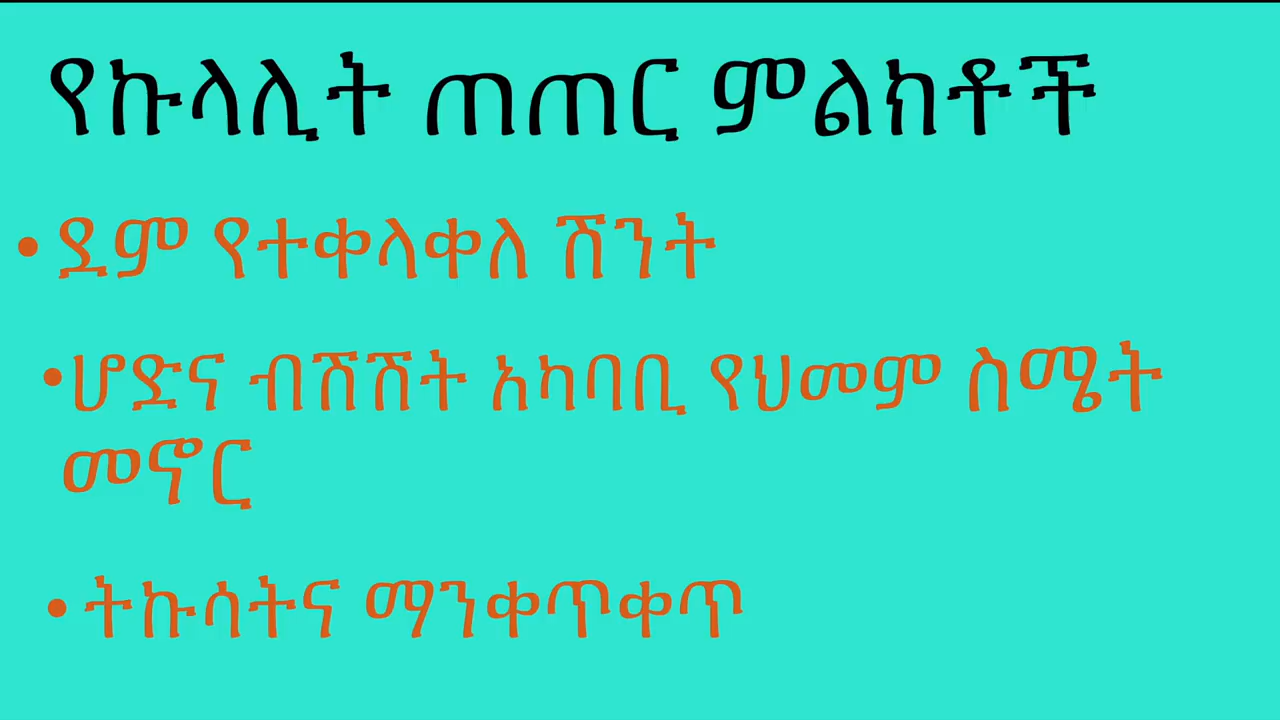 የኩላሊት ጠጠር ምልክቶች
• ደም የተቀላቀለ ሽንት
•ሆድና ብሽሽት አካባቢ የህመም ስሜት
መኖር
• ትኩሳትና ማንቀጥቀጥ